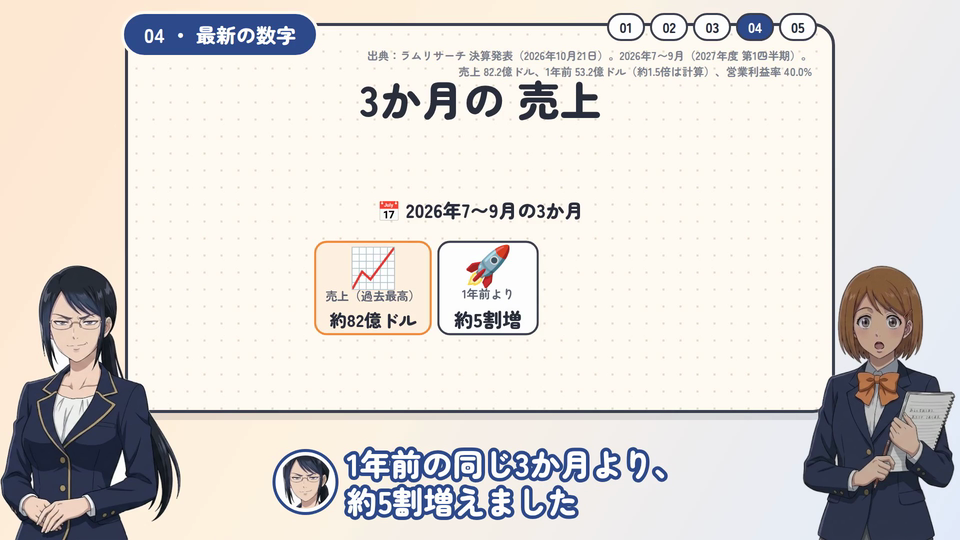 04 ・ 最新の数字
01 02 03 04 05
出典：ラムリサーチ 決算発表（2026年10月21日）。2026年7〜9月（2027年度 第1四半期）。
売上 82.2億ドル、1年前 53.2億ドル（約1.5倍は計算）、営業利益率 40.0%
3か月の 売上
July 17 2026年7〜9月の3か月
売上（過去最高）
約82億ドル
1年前より
約5割増
1年前の同じ3か月より、
約5割増えました